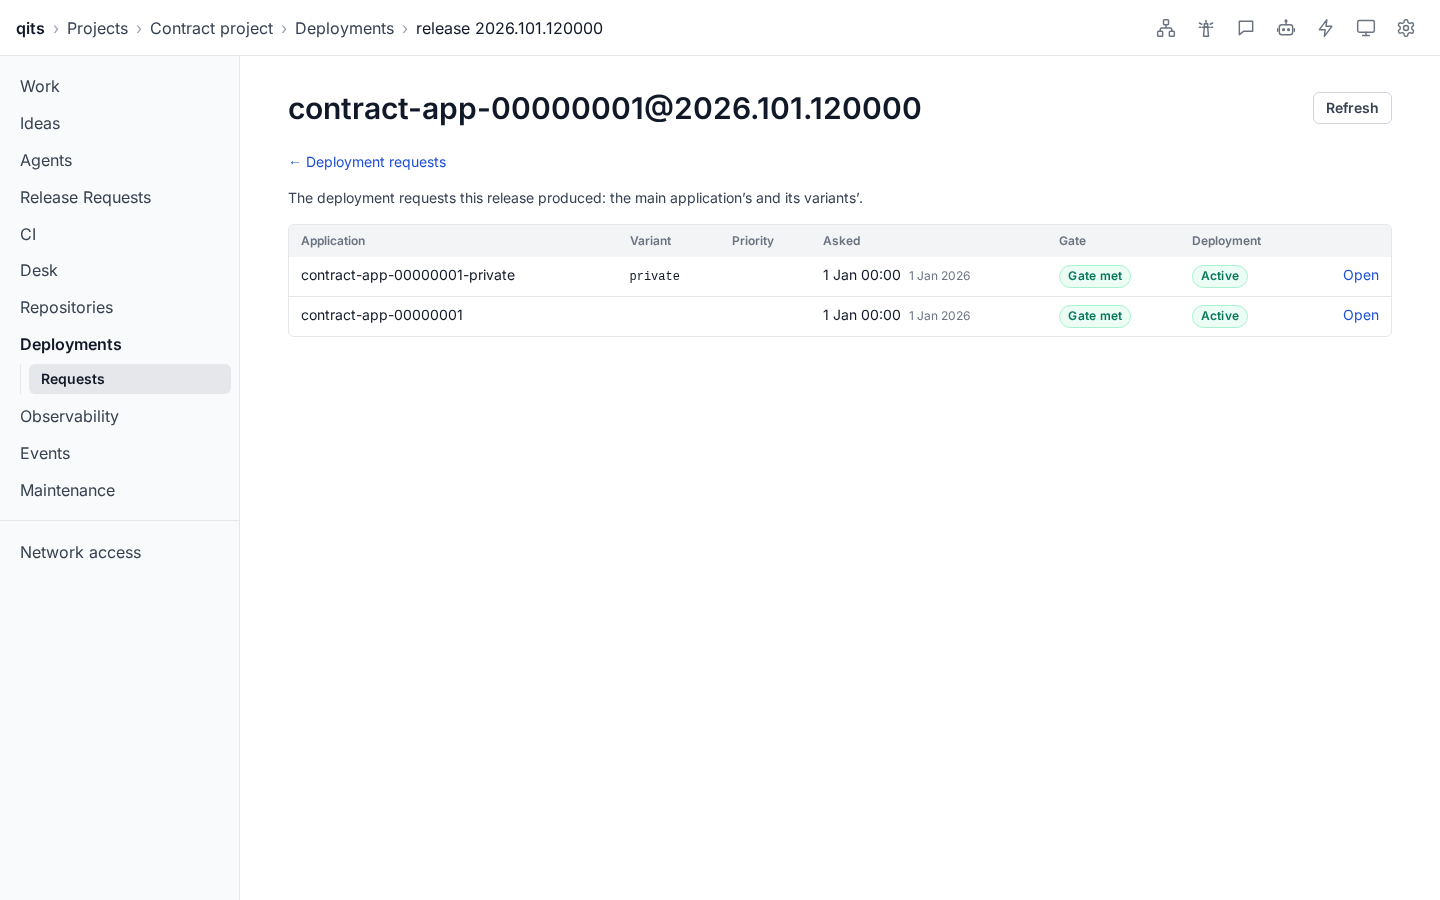 qits › Projects › Contract project › Deployments › release 2026.101.120000
Work
Ideas
Agents
Release Requests
CI
Desk
Repositories
Deployments
Requests
Observability
Events
Maintenance
Network access
contract-app-00000001@2026.101.120000
Refresh
← Deployment requests
The deployment requests this release produced: the main application’s and its variants’.
Application Variant Priority Asked Gate Deployment
contract-app-00000001-private private 1 Jan 00:00 1 Jan 2026 Gate met Active Open
contract-app-00000001 1 Jan 00:00 1 Jan 2026 Gate met Active Open